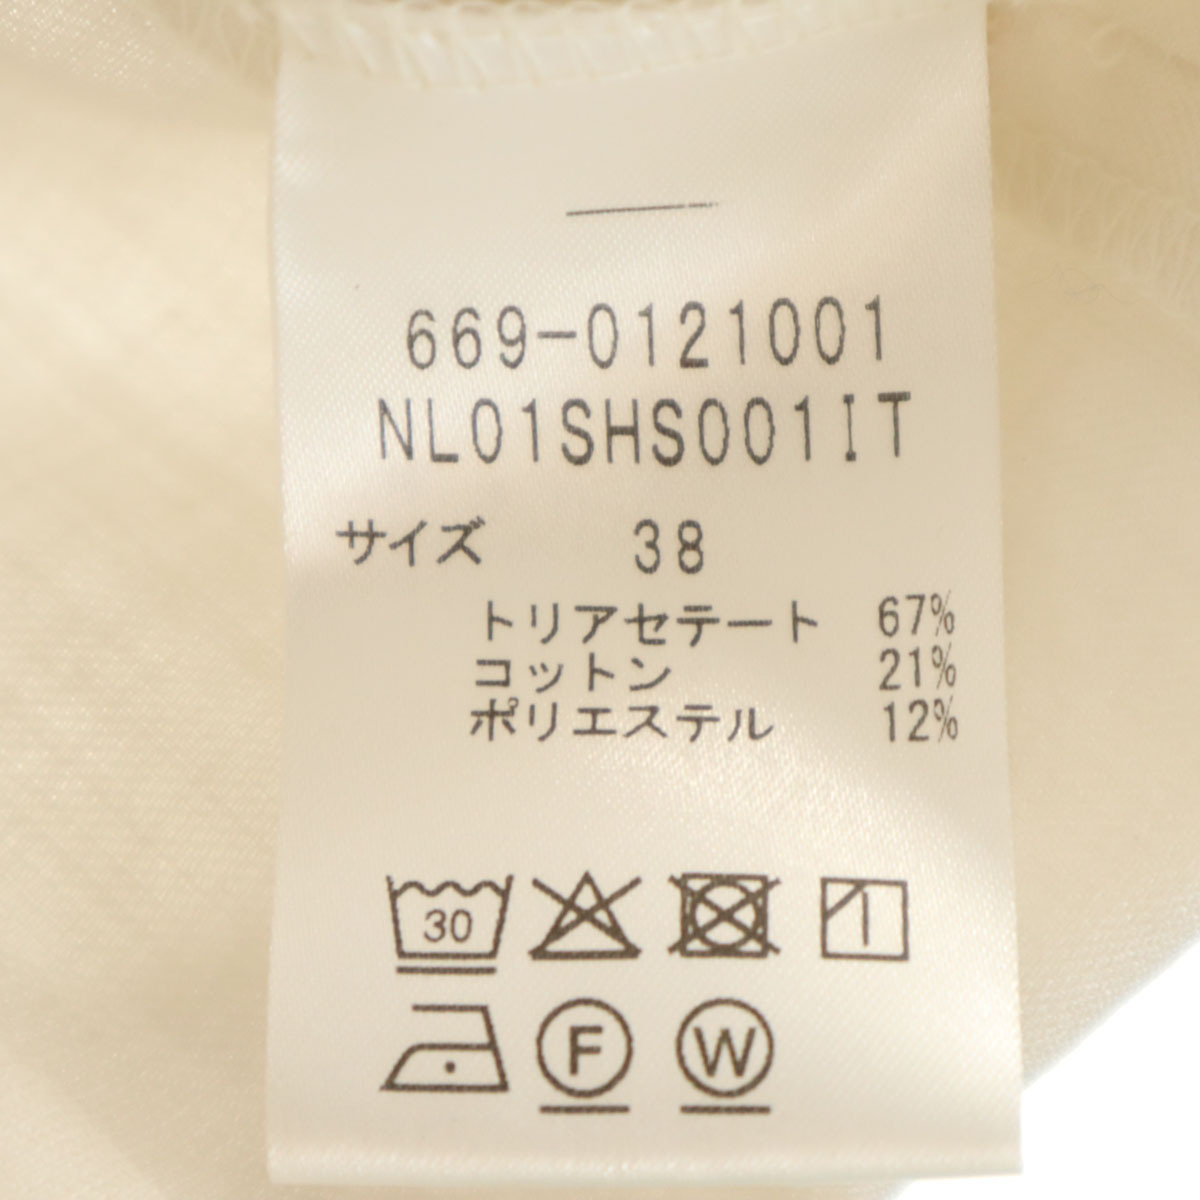 669-0121001
NL01SHS001IT
サイズ 38
トリアセテート 67%
コットン 21%
ポリエステル 12%
30
F W